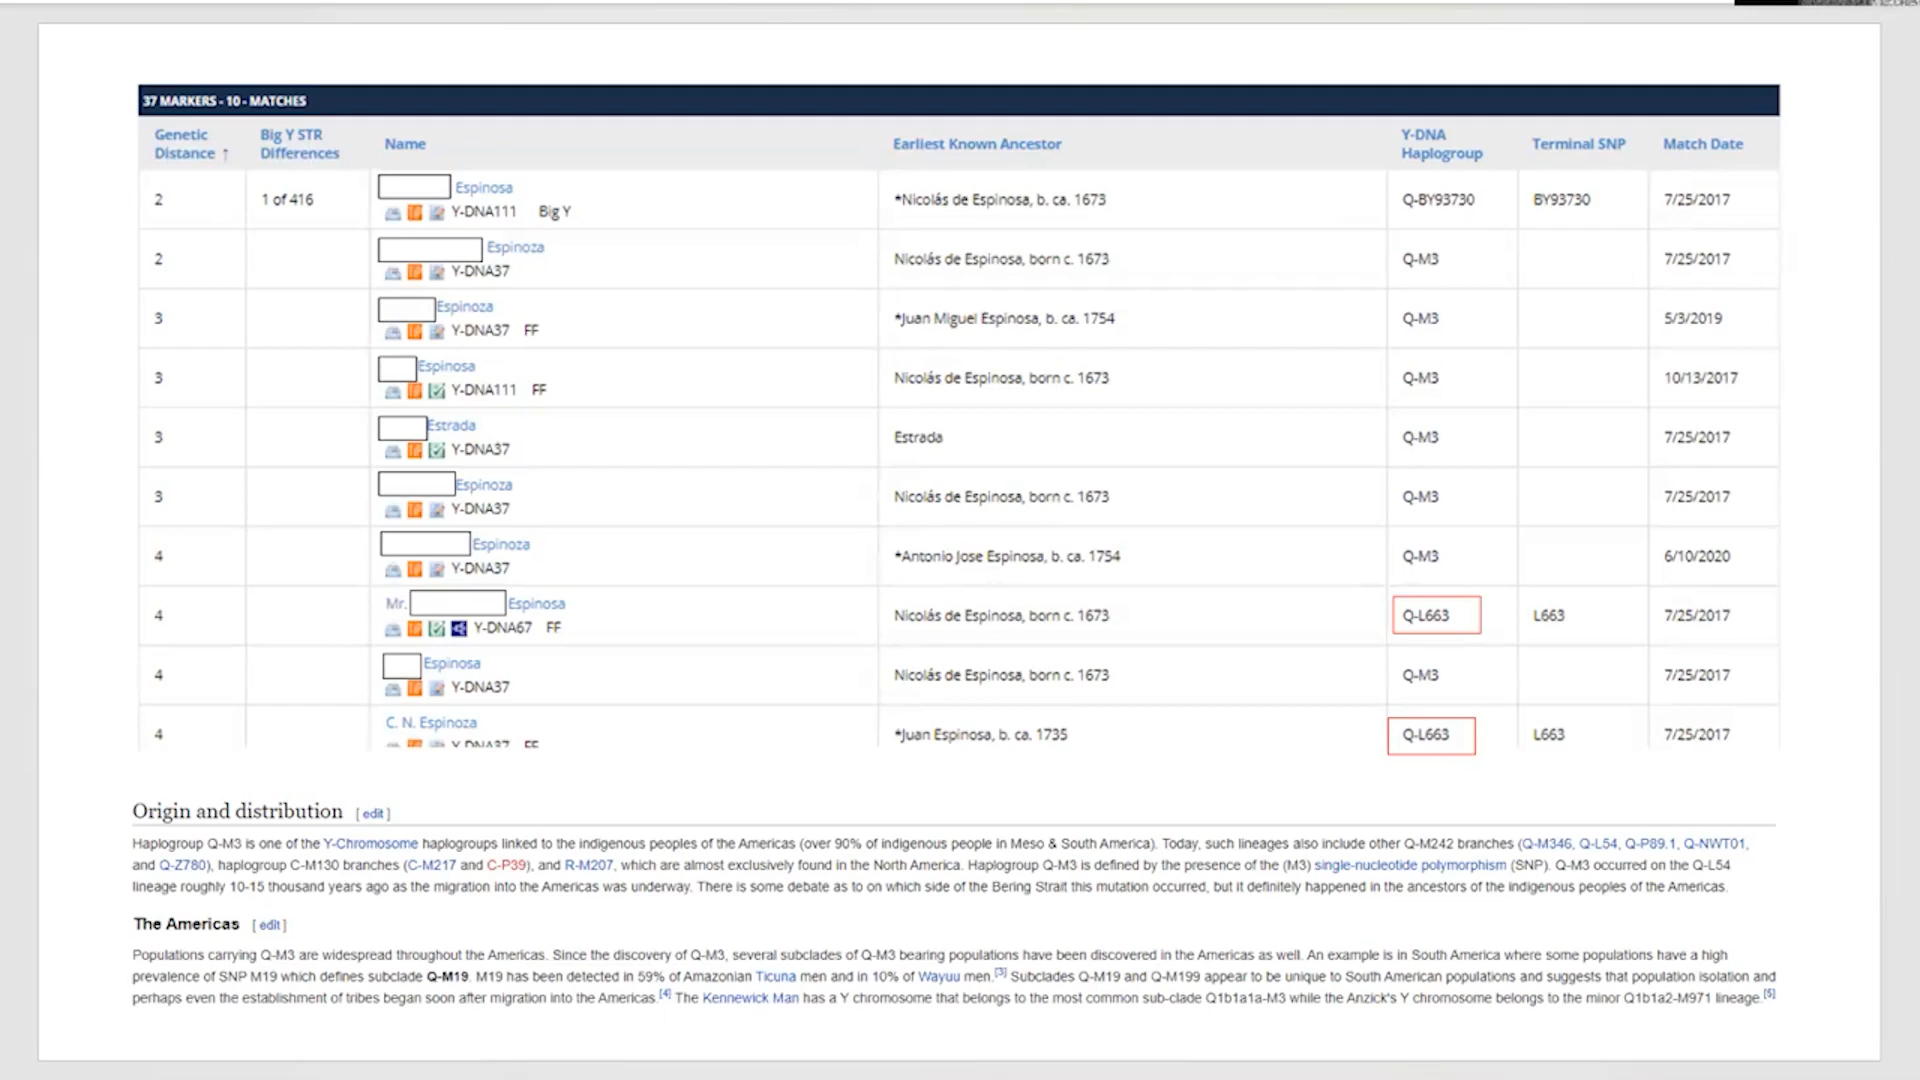 37 MARKERS - 10 - MATCHES
Genetic Distance ↑ Big Y STR Differences Name Earliest Known Ancestor Y-DNA Haplogroup Terminal SNP Match Date
2 1 of 416 Espinosa *Nicolás de Espinosa, b. ca. 1673 Q-BY93730 BY93730 7/25/2017
Y-DNA111 Big Y
2 Espinoza Nicolás de Espinosa, born c. 1673 Q-M3 7/25/2017
Y-DNA37
3 Espinoza *Juan Miguel Espinosa, b. ca. 1754 Q-M3 5/3/2019
Y-DNA37 FF
3 Espinosa Nicolás de Espinosa, born c. 1673 Q-M3 10/13/2017
Y-DNA111 FF
3 Estrada Estrada Q-M3 7/25/2017
Y-DNA37
3 Espinoza Nicolás de Espinosa, born c. 1673 Q-M3 7/25/2017
Y-DNA37
4 Espinoza *Antonio Jose Espinosa, b. ca. 1754 Q-M3 6/10/2020
Y-DNA37
4 Mr. Espinosa Nicolás de Espinosa, born c. 1673 Q-L663 L663 7/25/2017
Y-DNA67 FF
4 Espinosa Nicolás de Espinosa, born c. 1673 Q-M3 7/25/2017
Y-DNA37
4 C. N. Espinoza *Juan Espinosa, b. ca. 1735 Q-L663 L663 7/25/2017
Y-DNA37 FF
Origin and distribution [ edit ]
Haplogroup Q-M3 is one of the Y-Chromosome haplogroups linked to the indigenous peoples of the Americas (over 90% of indigenous people in Meso & South America). Today, such lineages also include other Q-M242 branches (Q-M346, Q-L54, Q-P89.1, Q-NWT01,
and Q-Z780), haplogroup C-M130 branches (C-M217 and C-P39), and R-M207, which are almost exclusively found in the North America. Haplogroup Q-M3 is defined by the presence of the (M3) single-nucleotide polymorphism (SNP). Q-M3 occurred on the Q-L54
lineage roughly 10-15 thousand years ago as the migration into the Americas was underway. There is some debate as to on which side of the Bering Strait this mutation occurred, but it definitely happened in the ancestors of the indigenous peoples of the Americas.
The Americas [ edit ]
Populations carrying Q-M3 are widespread throughout the Americas. Since the discovery of Q-M3, several subclades of Q-M3 bearing populations have been discovered in the Americas as well. An example is in South America where some populations have a high
prevalence of SNP M19 which defines subclade Q-M19. M19 has been detected in 59% of Amazonian Ticuna men and in 10% of Wayuu men.[3] Subclades Q-M19 and Q-M199 appear to be unique to South American populations and suggests that population isolation and
perhaps even the establishment of tribes began soon after migration into the Americas.[4] The Kennewick Man has a Y chromosome that belongs to the most common sub-clade Q1b1a1a-M3 while the Anzick's Y chromosome belongs to the minor Q1b1a2-M971 lineage.[5]